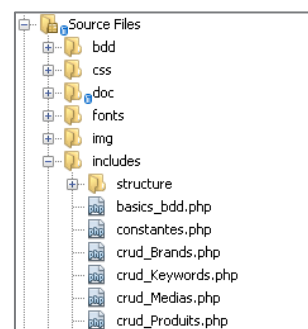 Source Files
bdd
css
doc
fonts
img
includes
structure
basics_bdd.php
constantes.php
crud_Brands.php
crud_Keywords.php
crud_Medias.php
crud_Produits.php